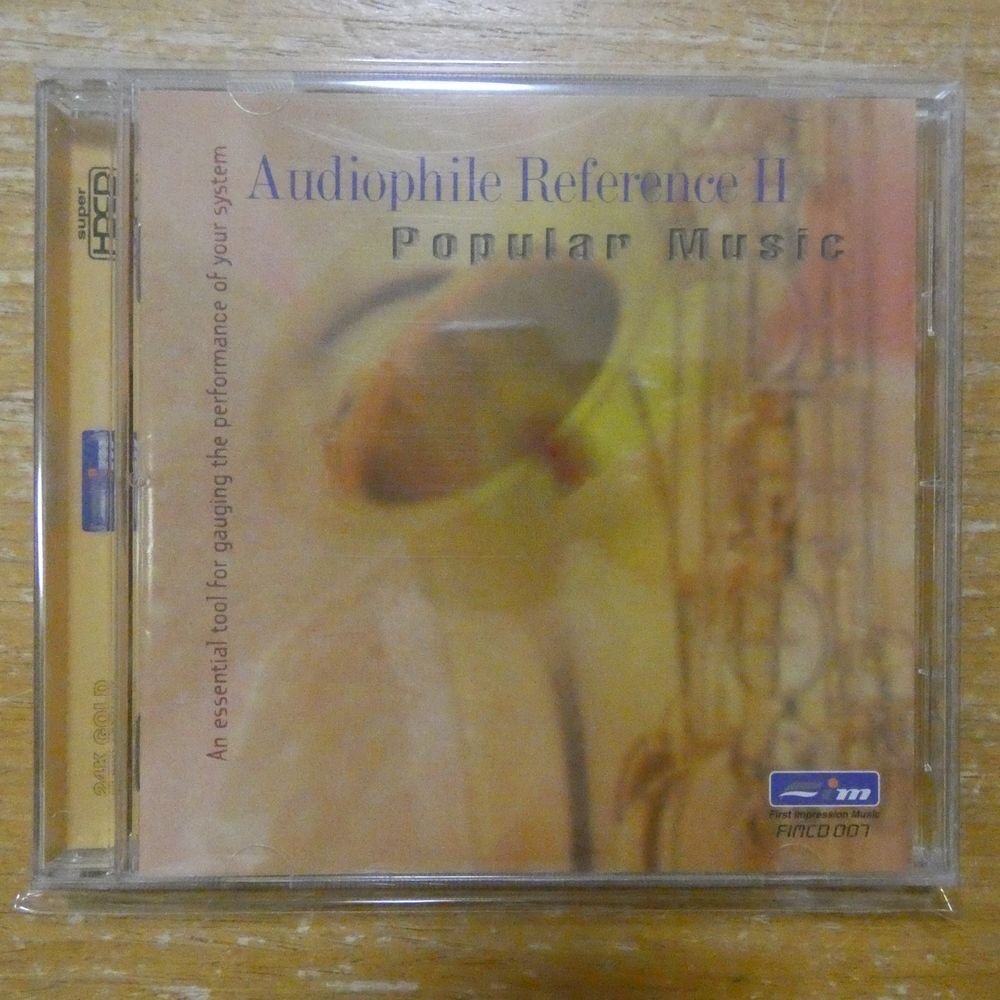 Audiophile Reference II
Popular Music
An essential tool for gauging the performance of your system
super
HDCD
24K GOLD
fim
First Impression Music
FIMCD 007